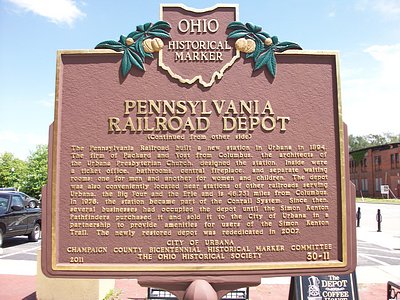 OHIO
HISTORICAL
MARKER
PENNSYLVANIA
RAILROAD DEPOT
(Continued from other side)
The Pennsylvania Railroad built a new station in Urbana in 1894.
The firm of Packard and Yost from Columbus, the architects of
the Urbana Presbyterian Church, designed the station. Inside were
a ticket office, bathrooms, central fireplace, and separate waiting
rooms, one for men and another for women and children. The depot
was also conveniently located near stations of other railroads serving
Urbana, the Big Four and the Erie and is 46.731 miles from Columbus.
In 1976, the station became part of the Conrail System. Since then,
several businesses had occupied the depot until the Simon Kenton
Pathfinders purchased it and sold it to the City of Urbana in a
partnership to provide amenities for users of the Simon Kenton
Trail. The newly restored depot was rededicated in 2007.
CITY OF URBANA
CHAMPAIGN COUNTY BICENTENNIAL HISTORICAL MARKER COMMITTEE
2011 THE OHIO HISTORICAL SOCIETY 30-11
The
DEPOT
COFFEE
HOUSE